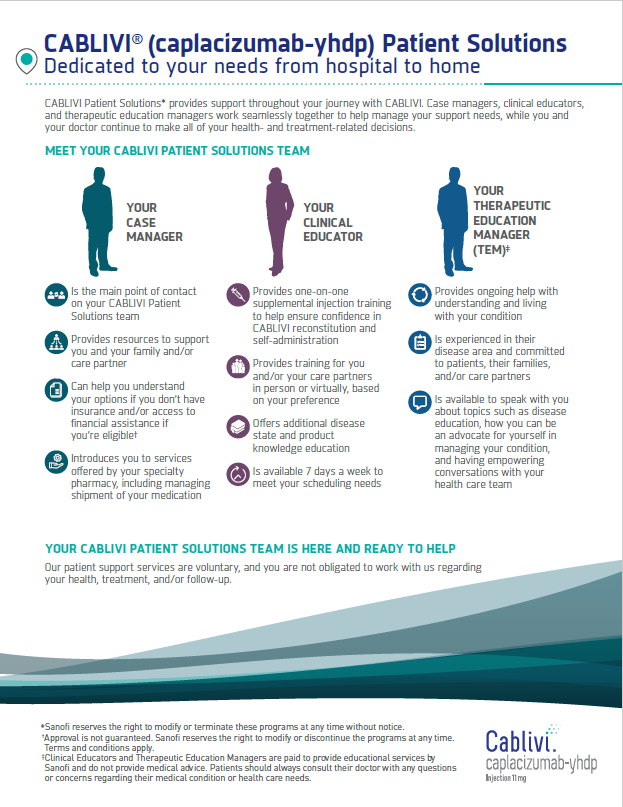 CABLIVI® (caplacizumab-yhdp) Patient Solutions
Dedicated to your needs from hospital to home
CABLIVI Patient Solutions* provides support throughout your journey with CABLIVI. Case managers, clinical educators,
and therapeutic education managers work seamlessly together to help manage your support needs, while you and
your doctor continue to make all of your health- and treatment-related decisions.
MEET YOUR CABLIVI PATIENT SOLUTIONS TEAM
YOUR
CASE
MANAGER
Is the main point of contact
on your CABLIVI Patient
Solutions team
Provides resources to support
you and your family and/or
care partner
Can help you understand
your options if you don't have
insurance and/or access to
financial assistance if
you're eligible†
Introduces you to services
offered by your specialty
pharmacy, including managing
shipment of your medication
YOUR
CLINICAL
EDUCATOR
Provides one-on-one
supplemental injection training
to help ensure confidence in
CABLIVI reconstitution and
self-administration
Provides training for you
and/or your care partners
in person or virtually, based
on your preference
Offers additional disease
state and product
knowledge education
Is available 7 days a week to
meet your scheduling needs
YOUR
THERAPEUTIC
EDUCATION
MANAGER
(TEM)‡
Provides ongoing help with
understanding and living
with your condition
Is experienced in their
disease area and committed
to patients, their families,
and/or care partners
Is available to speak with you
about topics such as disease
education, how you can be
an advocate for yourself in
managing your condition,
and having empowering
conversations with your
health care team
YOUR CABLIVI PATIENT SOLUTIONS TEAM IS HERE AND READY TO HELP
Our patient support services are voluntary, and you are not obligated to work with us regarding
your health, treatment, and/or follow-up.
*Sanofi reserves the right to modify or terminate these programs at any time without notice.
†Approval is not guaranteed. Sanofi reserves the right to modify or discontinue the programs at any time.
Terms and conditions apply.
‡Clinical Educators and Therapeutic Education Managers are paid to provide educational services by
Sanofi and do not provide medical advice. Patients should always consult their doctor with any questions
or concerns regarding their medical condition or health care needs.
Cablivi.
caplacizumab-yhdp
Injection 11 mg